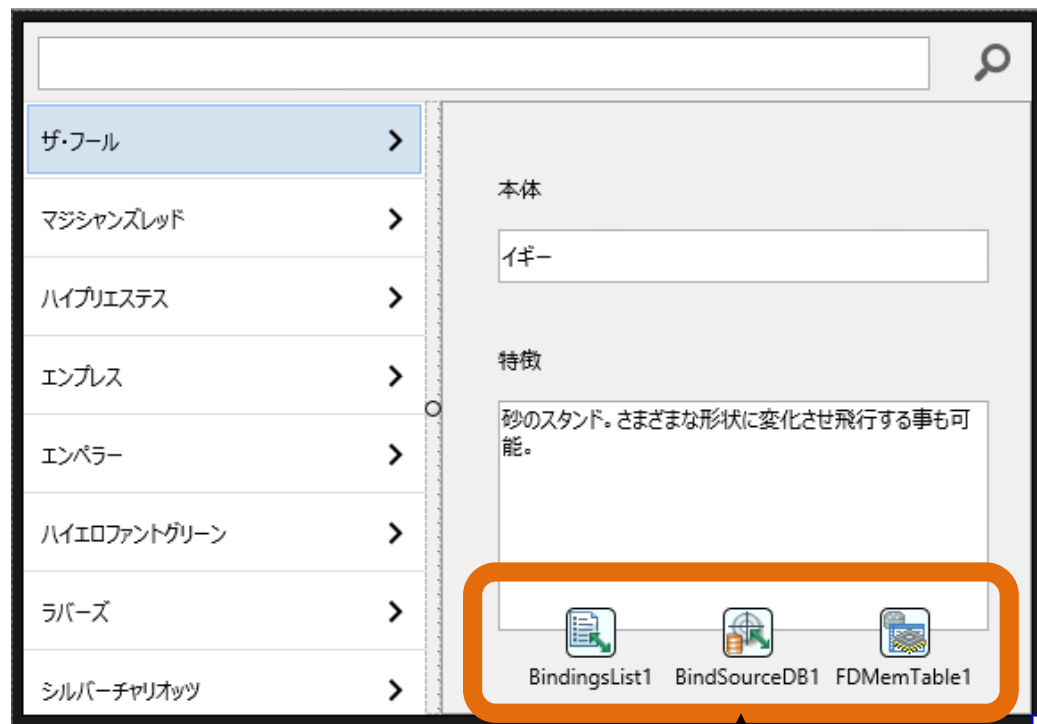 ザ・フール
マジシャンズレッド
ハイプリエステス
エンプレス
エンペラー
ハイエロファントグリーン
ラバーズ
シルバーチャリオッツ
本体
イギー
特徴
砂のスタンド。さまざまな形状に変化させ飛行する事も可
能。
BindingsList1 BindSourceDB1 FDMemTable1